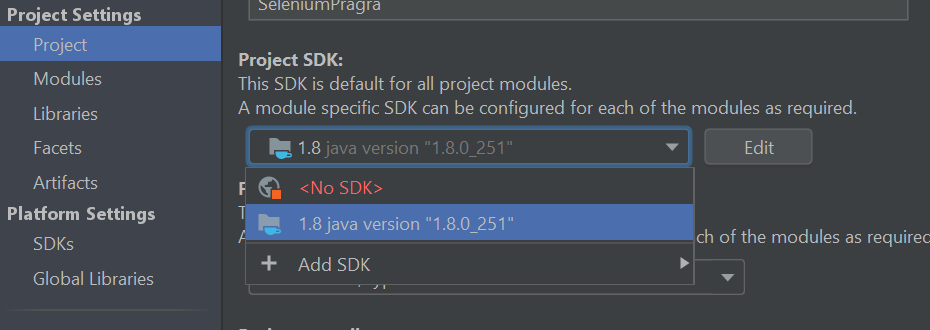 Project Settings
Project
Modules
Libraries
Facets
Artifacts
Platform Settings
SDKs
Global Libraries
SeleniumPragra
Project SDK:
This SDK is default for all project modules.
A module specific SDK can be configured for each of the modules as required.
1.8 java version "1.8.0_251"
Edit
<No SDK>
1.8 java version "1.8.0_251"
ch of the modules as required
Add SDK